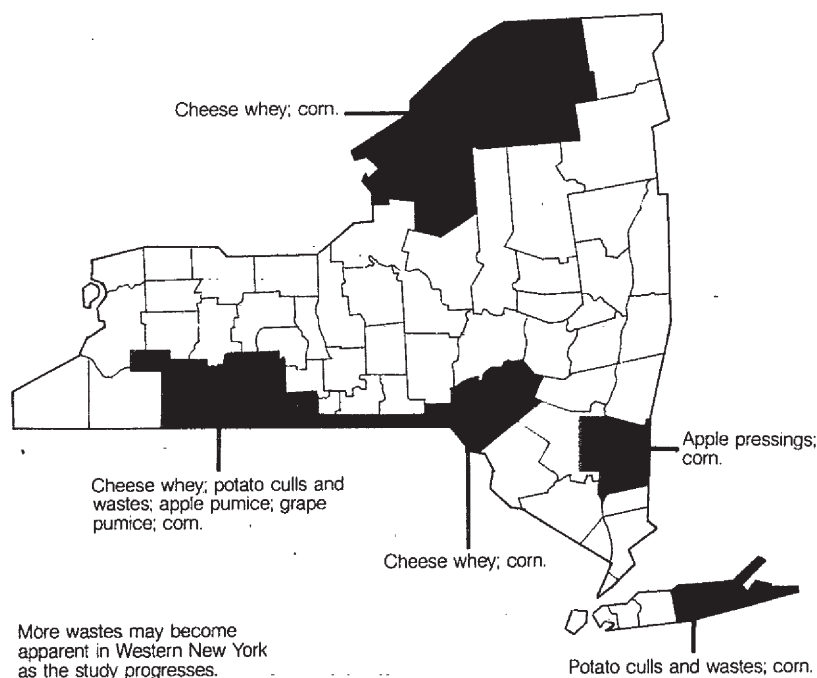 Cheese whey; corn.
Apple pressings;
corn.
Cheese whey; potato culls and
wastes; apple pumice; grape
pumice; corn.
Cheese whey; corn.
More wastes may become
apparent in Western New York
as the study progresses.
Potato culls and wastes; corn.